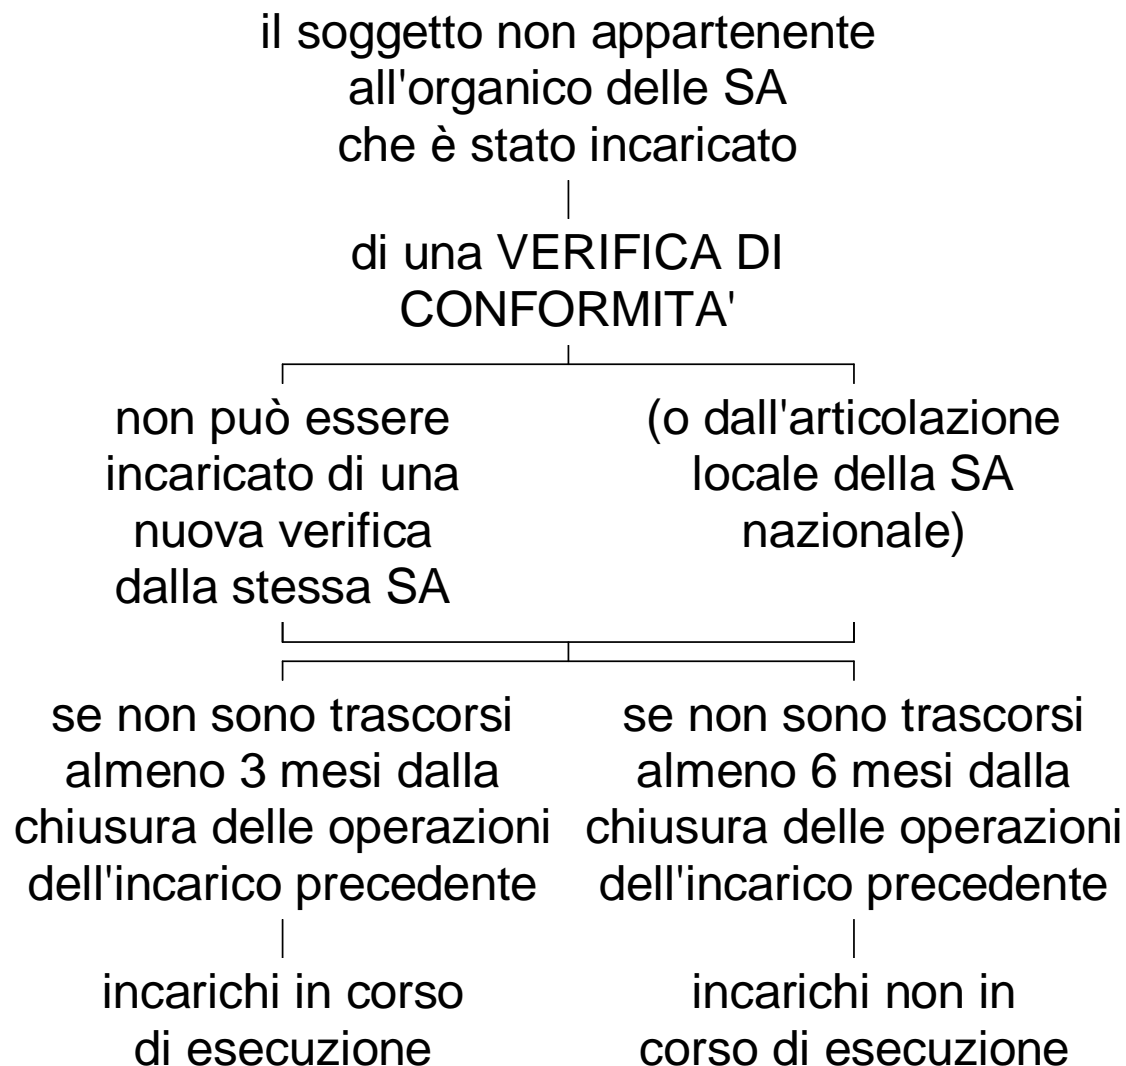 il soggetto non appartenente
all'organico delle SA
che è stato incaricato
di una VERIFICA DI
CONFORMITA'
non può essere
incaricato di una
nuova verifica
dalla stessa SA
(o dall'articolazione
locale della SA
nazionale)
se non sono trascorsi
almeno 3 mesi dalla
chiusura delle operazioni
dell'incarico precedente
se non sono trascorsi
almeno 6 mesi dalla
chiusura delle operazioni
dell'incarico precedente
incarichi in corso
di esecuzione
incarichi non in
corso di esecuzione